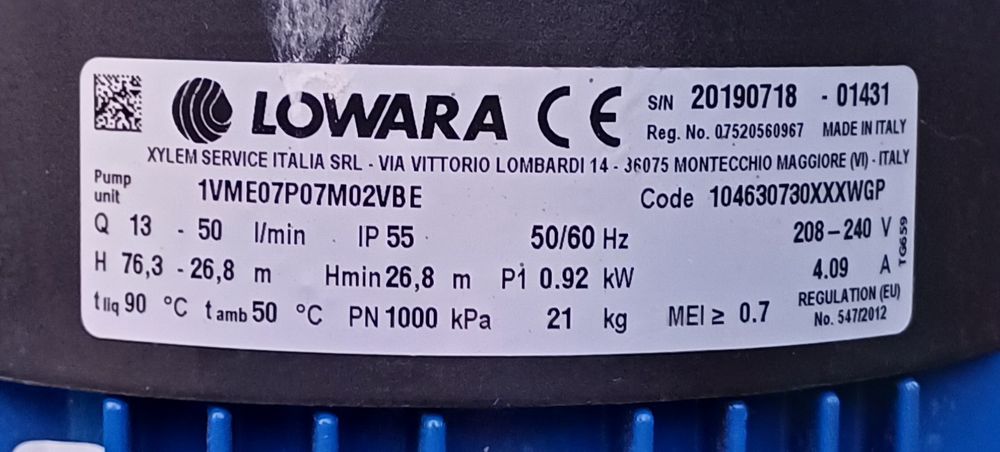 LOWARA CE S/N 20190718 - 01431
Reg. No. 07520560967 MADE IN ITALY
XYLEM SERVICE ITALIA SRL - VIA VITTORIO LOMBARDI 14 - 36075 MONTECCHIO MAGGIORE (VI) - ITALY
Pump unit 1VME07P07M02VBE Code 104630730XXXWGP
Q 13 - 50 l/min IP 55 50/60 Hz 208-240 V
H 76,3 - 26,8 m Hmin 26,8 m P1 0.92 kW 4.09 A
tliq 90 °C tamb 50 °C PN 1000 kPa 21 kg MEI ≥ 0.7 REGULATION (EU) No. 547/2012
TG659